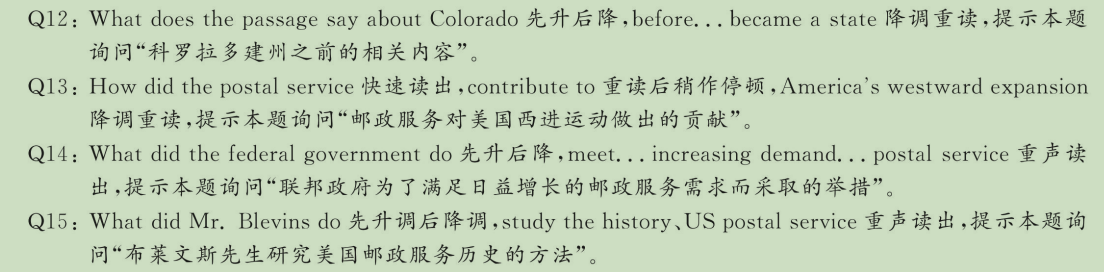 Q12：What does the passage say about Colorado 先升后降,before... became a state 降调重读,提示本题
询问“科罗拉多建州之前的相关内容”。
Q13：How did the postal service 快速读出,contribute to 重读后稍作停顿,America's westward expansion
降调重读,提示本题询问“邮政服务对美国西进运动做出的贡献”。
Q14：What did the federal government do 先升后降,meet... increasing demand... postal service 重声读
出,提示本题询问“联邦政府为了满足日益增长的邮政服务需求而采取的举措”。
Q15：What did Mr. Blevins do 先升调后降调,study the history、US postal service 重声读出,提示本题询
问“布莱文斯先生研究美国邮政服务历史的方法”。